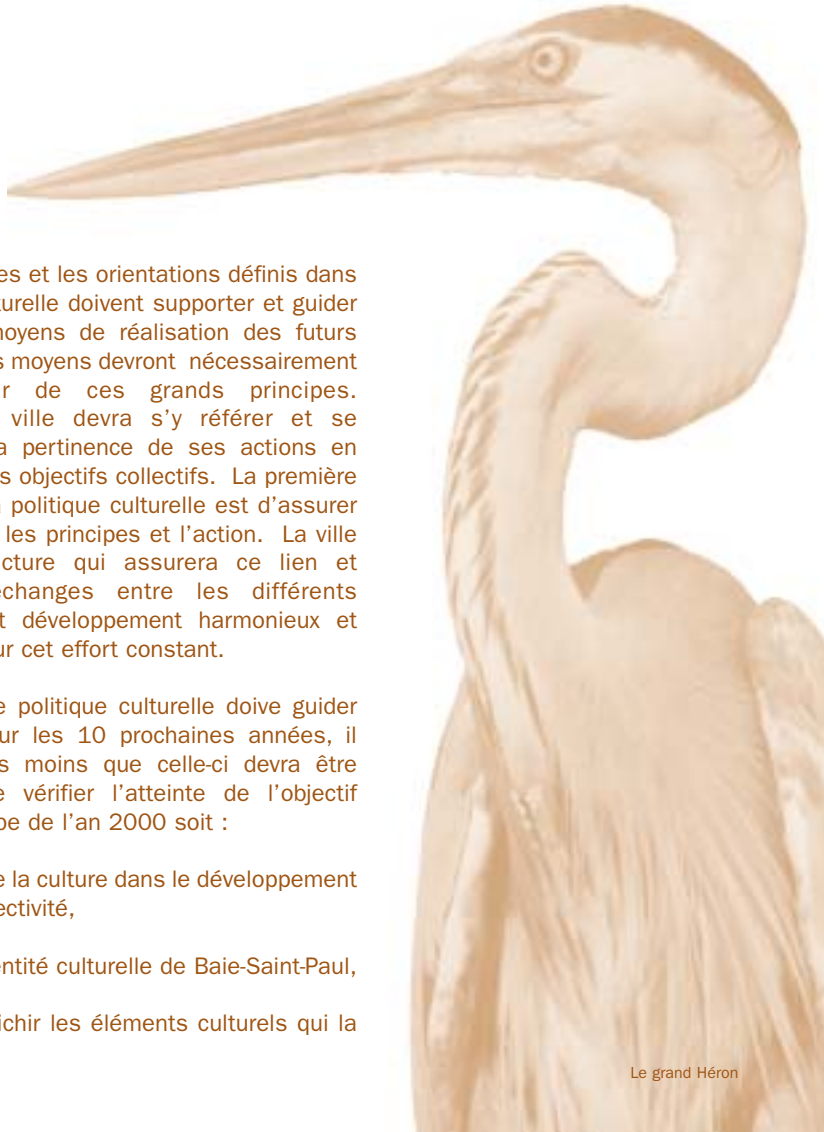 es et les orientations définis dans
turelle doivent supporter et guider
noyens de réalisation des futurs
s moyens devront nécessairement
r de ces grands principes.
ville devra s'y référer et se
a pertinence de ses actions en
s objectifs collectifs. La première
politique culturelle est d'assurer
les principes et l'action. La ville
cture qui assurera ce lien et
échanges entre les différents
t développement harmonieux et
ur cet effort constant.
e politique culturelle doive guider
ur les 10 prochaines années, il
s moins que celle-ci devra être
e vérifier l'atteinte de l'objectif
be de l'an 2000 soit :
e la culture dans le développement
ectivité,
entité culturelle de Baie-Saint-Paul,
ichir les éléments culturels qui la
Le grand Héron